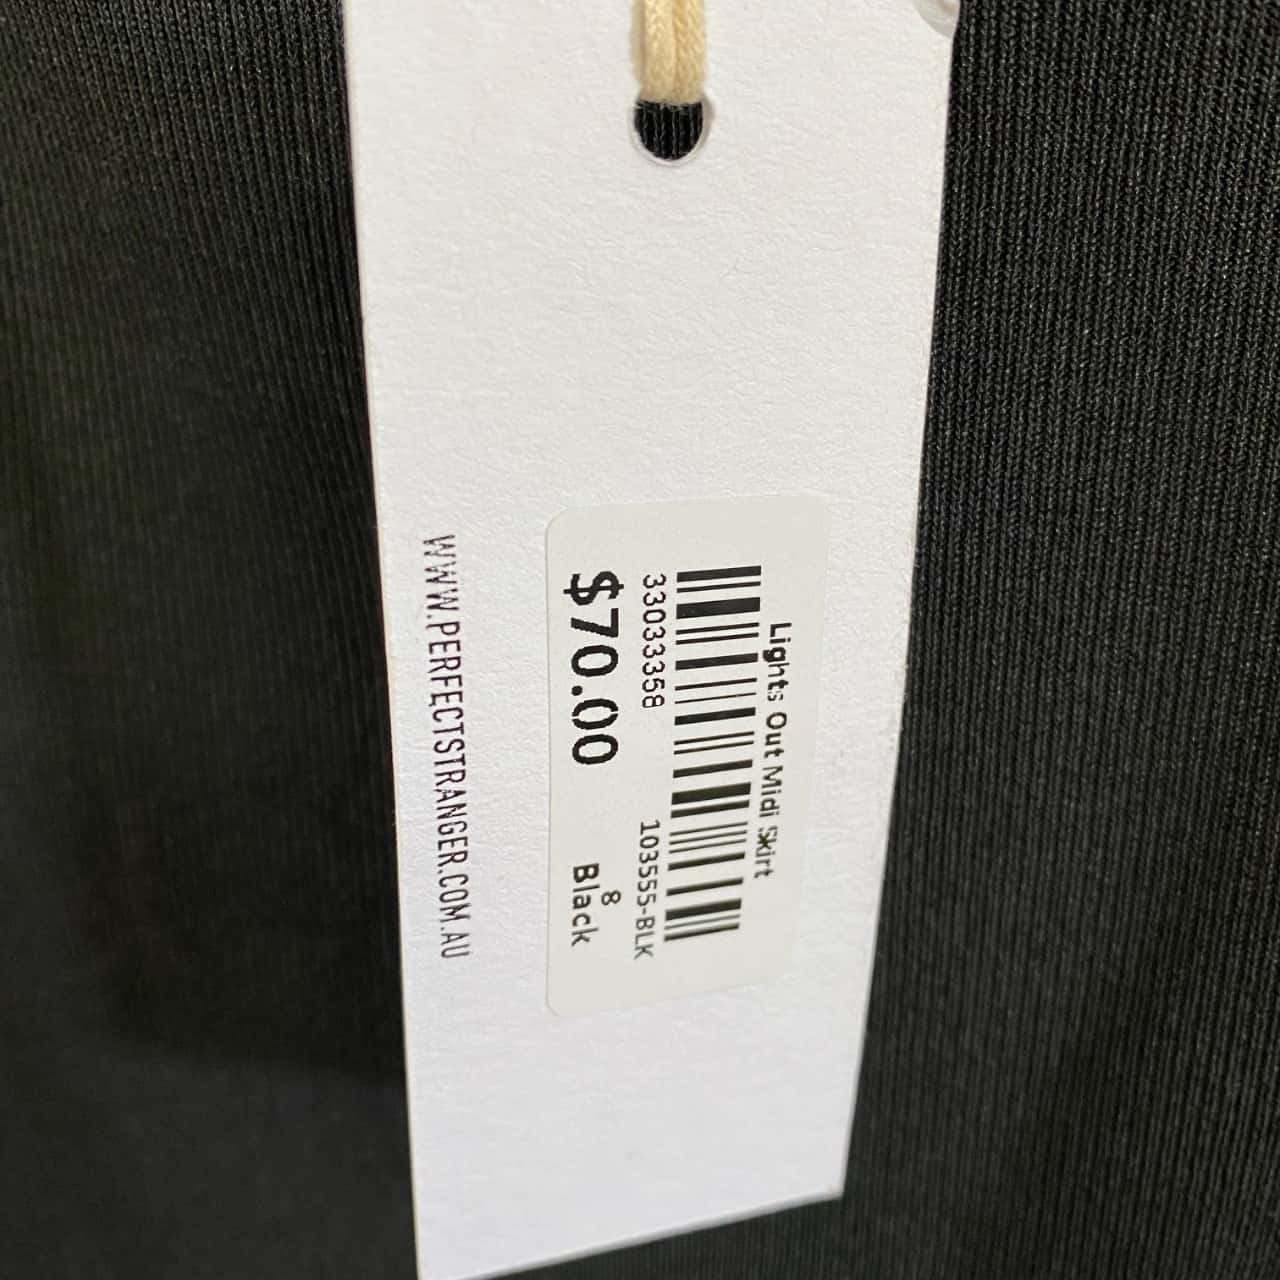 Lights Out Midi Skirt
33033358 103555-BLK
$70.00 8
Black
WWW.PERFECTSTRANGER.COM.AU